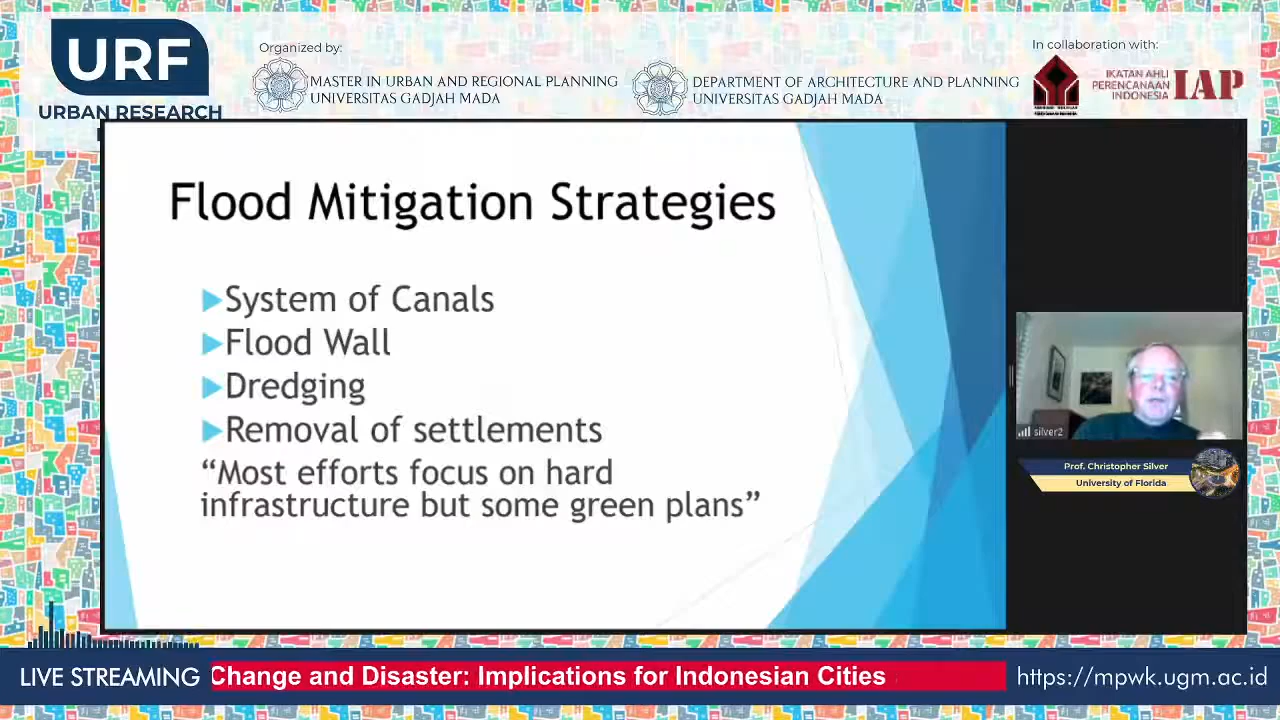 URF
URBAN RESEARCH
Organized by:
MASTER IN URBAN AND REGIONAL PLANNING
UNIVERSITAS GADJAH MADA
DEPARTMENT OF ARCHITECTURE AND PLANNING
UNIVERSITAS GADJAH MADA
In collaboration with:
IKATAN AHLI
PERENCANAAN
INDONESIA
IAP
Flood Mitigation Strategies
System of Canals
Flood Wall
Dredging
Removal of settlements
“Most efforts focus on hard
infrastructure but some green plans”
silver2
Prof. Christopher Silver
University of Florida
LIVE STREAMING
Change and Disaster: Implications for Indonesian Cities
https://mpwk.ugm.ac.id